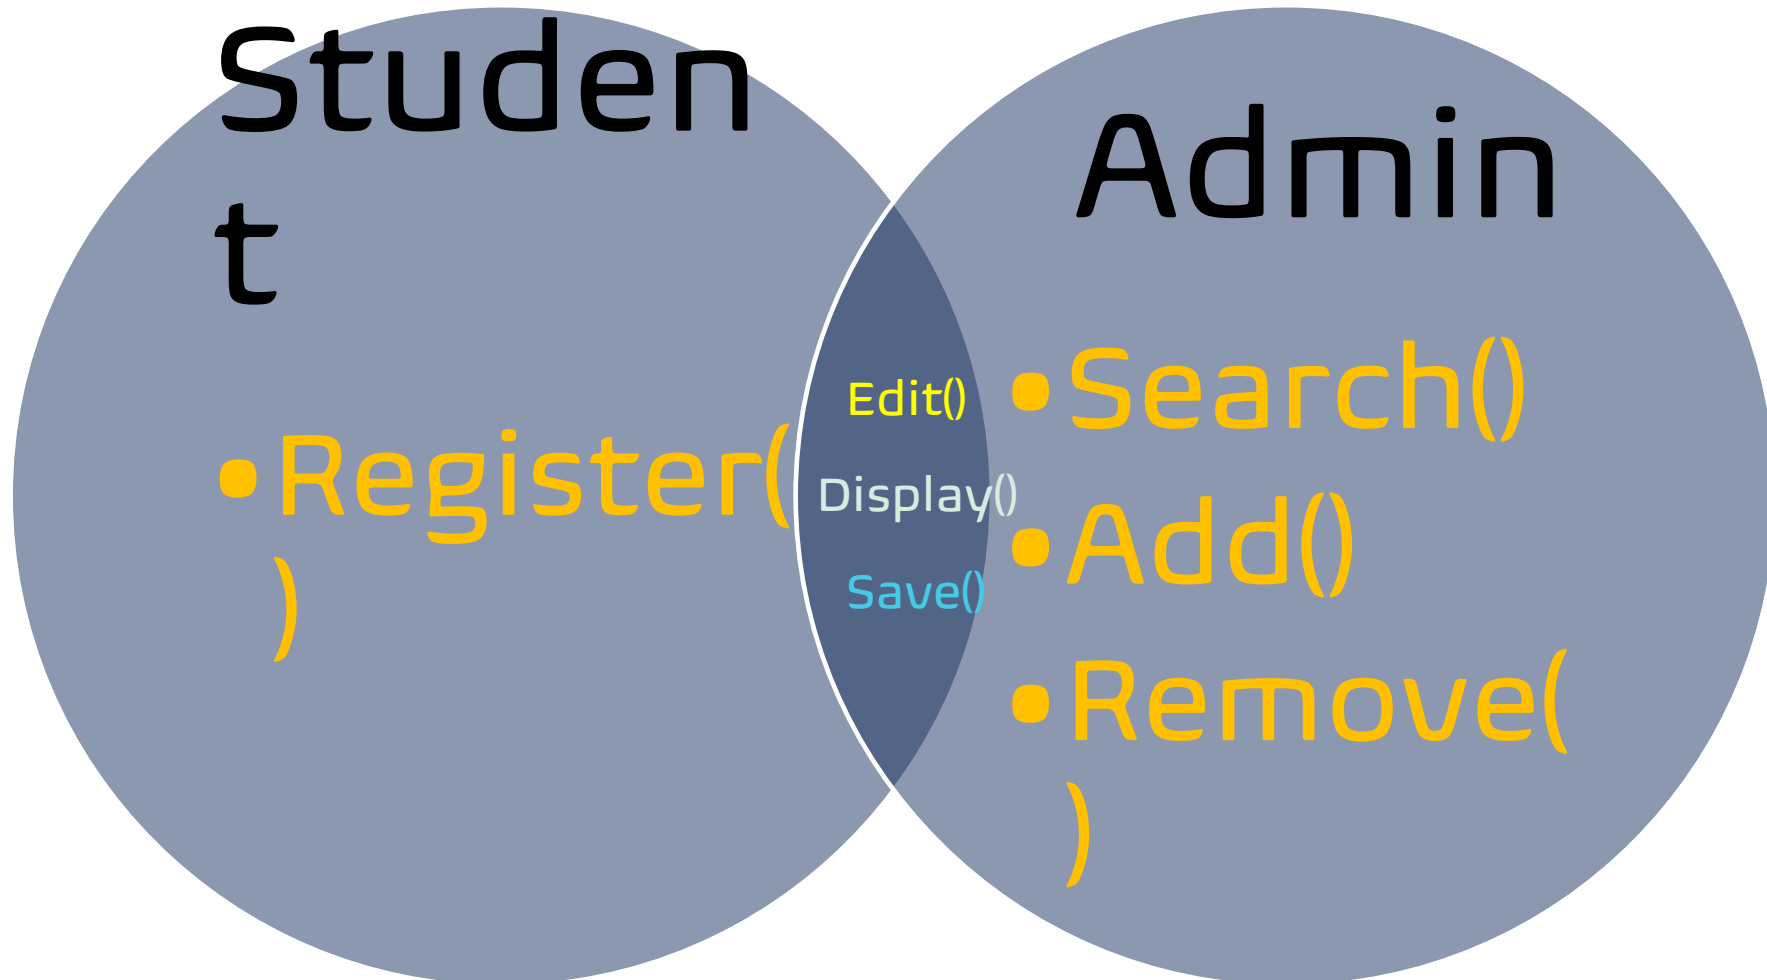 Studen
t
•Register(
)
Edit()
Display()
Save()
Admin
•Search()
•Add()
•Remove(
)